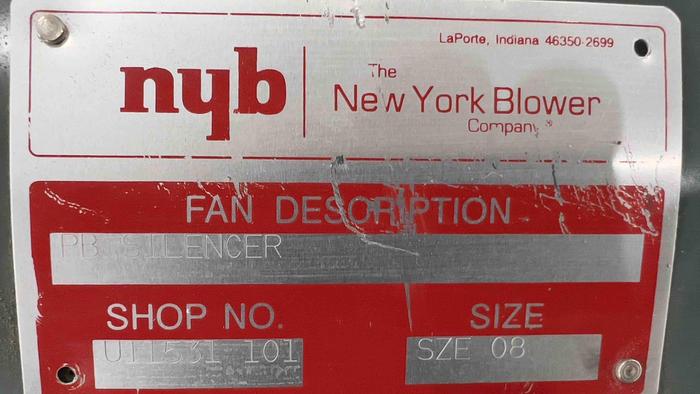 LaPorte, Indiana 46350-2699
nyb
The
New York Blower
Company®
FAN DESCRIPTION
PB SILENCER
SHOP NO. SIZE
U11531 101 SZE 08